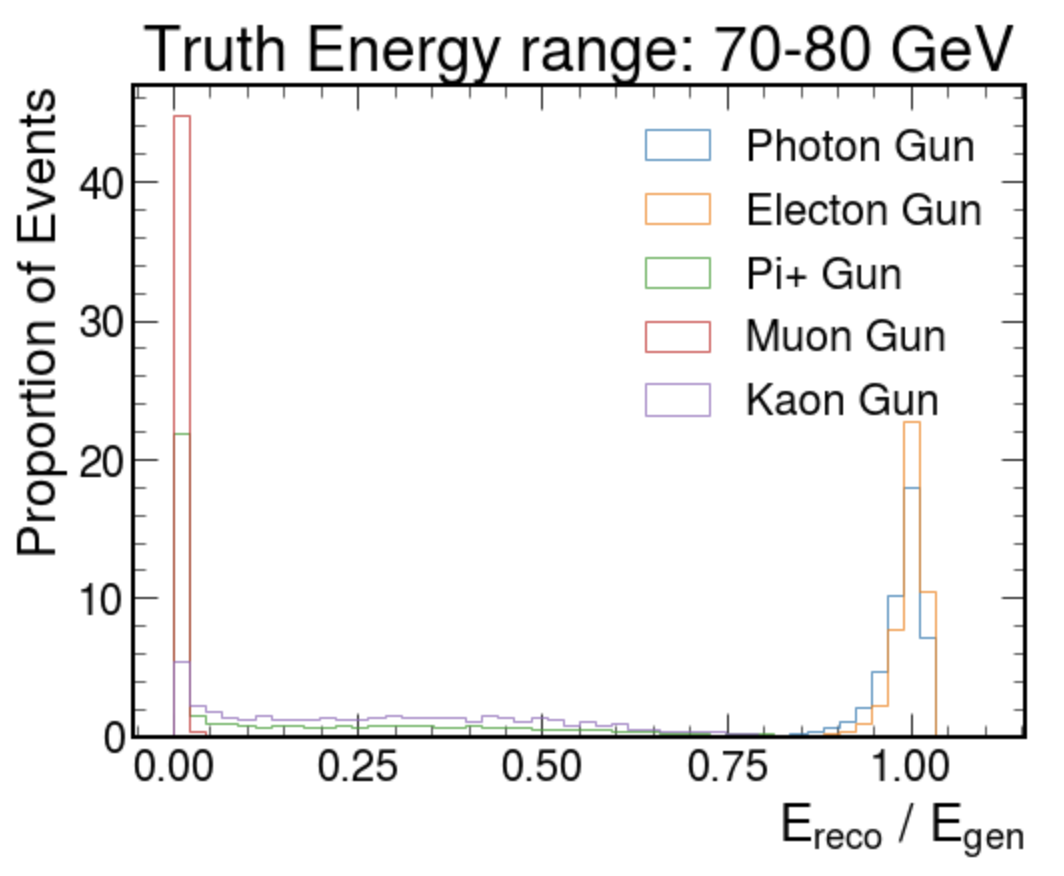 Truth Energy range: 70-80 GeV
Proportion of Events
40
30
20
10
0
Photon Gun
Electon Gun
Pi+ Gun
Muon Gun
Kaon Gun
0.00 0.25 0.50 0.75 1.00
E_reco / E_gen